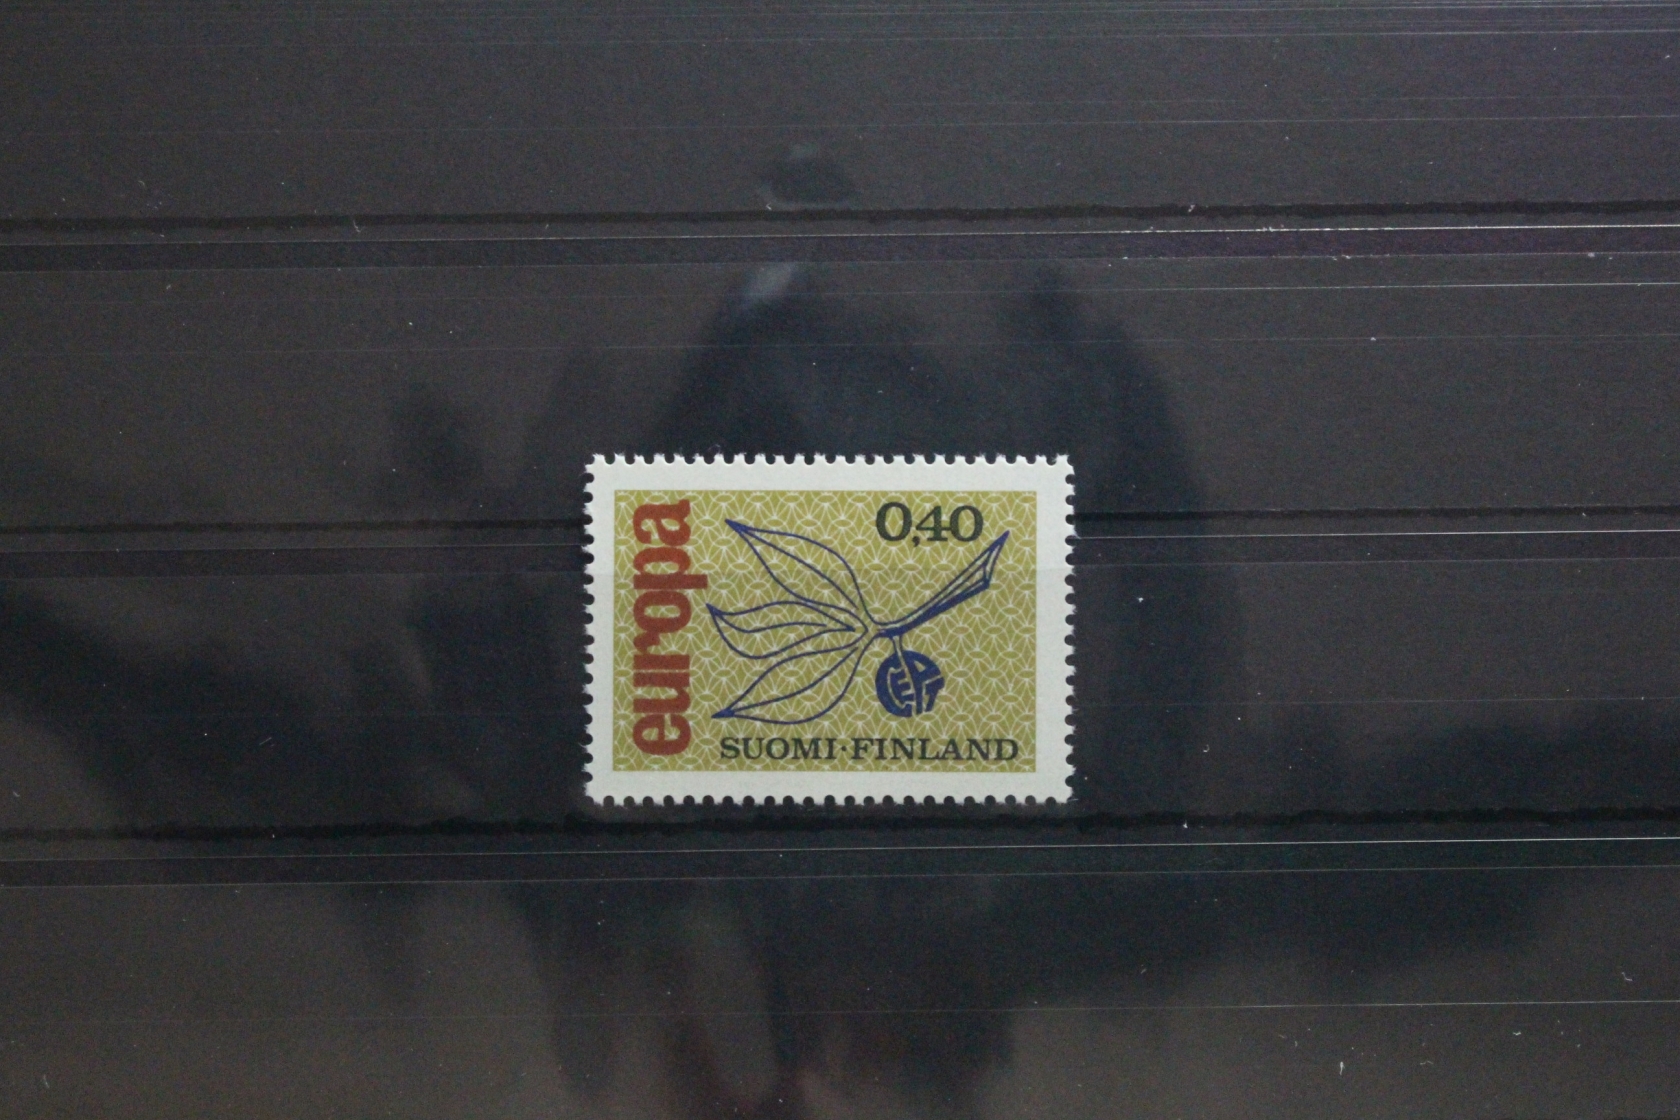 europa
0,40
CEPT
SUOMI·FINLAND